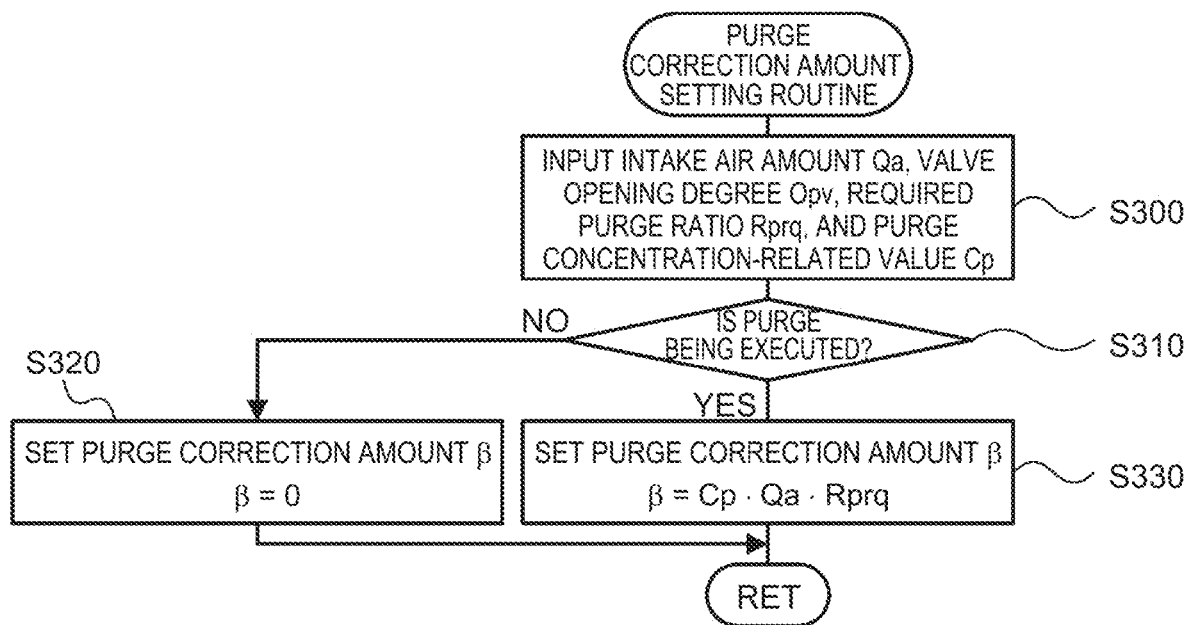 PURGE
CORRECTION AMOUNT
SETTING ROUTINE
INPUT INTAKE AIR AMOUNT Qa, VALVE
OPENING DEGREE Opv, REQUIRED
PURGE RATIO Rprq, AND PURGE
CONCENTRATION-RELATED VALUE Cp
S300
NO
IS PURGE
BEING EXECUTED?
S310
S320
YES
SET PURGE CORRECTION AMOUNT β
β = 0
SET PURGE CORRECTION AMOUNT β
β = Cp · Qa · Rprq
S330
RET